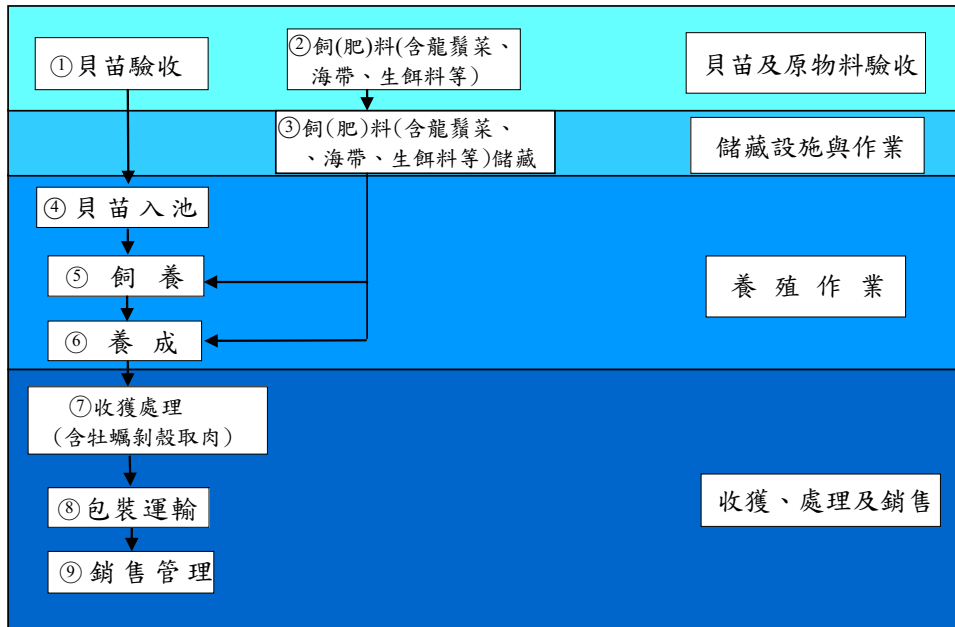 ①貝苗驗收
②飼(肥)料(含龍鬚菜、
海帶、生餌料等)
貝苗及原物料驗收
③飼(肥)料(含龍鬚菜、
、海帶、生餌料等)儲藏
儲藏設施與作業
④貝苗入池
⑤飼養
⑥養成
養殖作業
⑦收獲處理
(含牡蠣剝殼取肉)
⑧包裝運輸
⑨銷售管理
收獲、處理及銷售